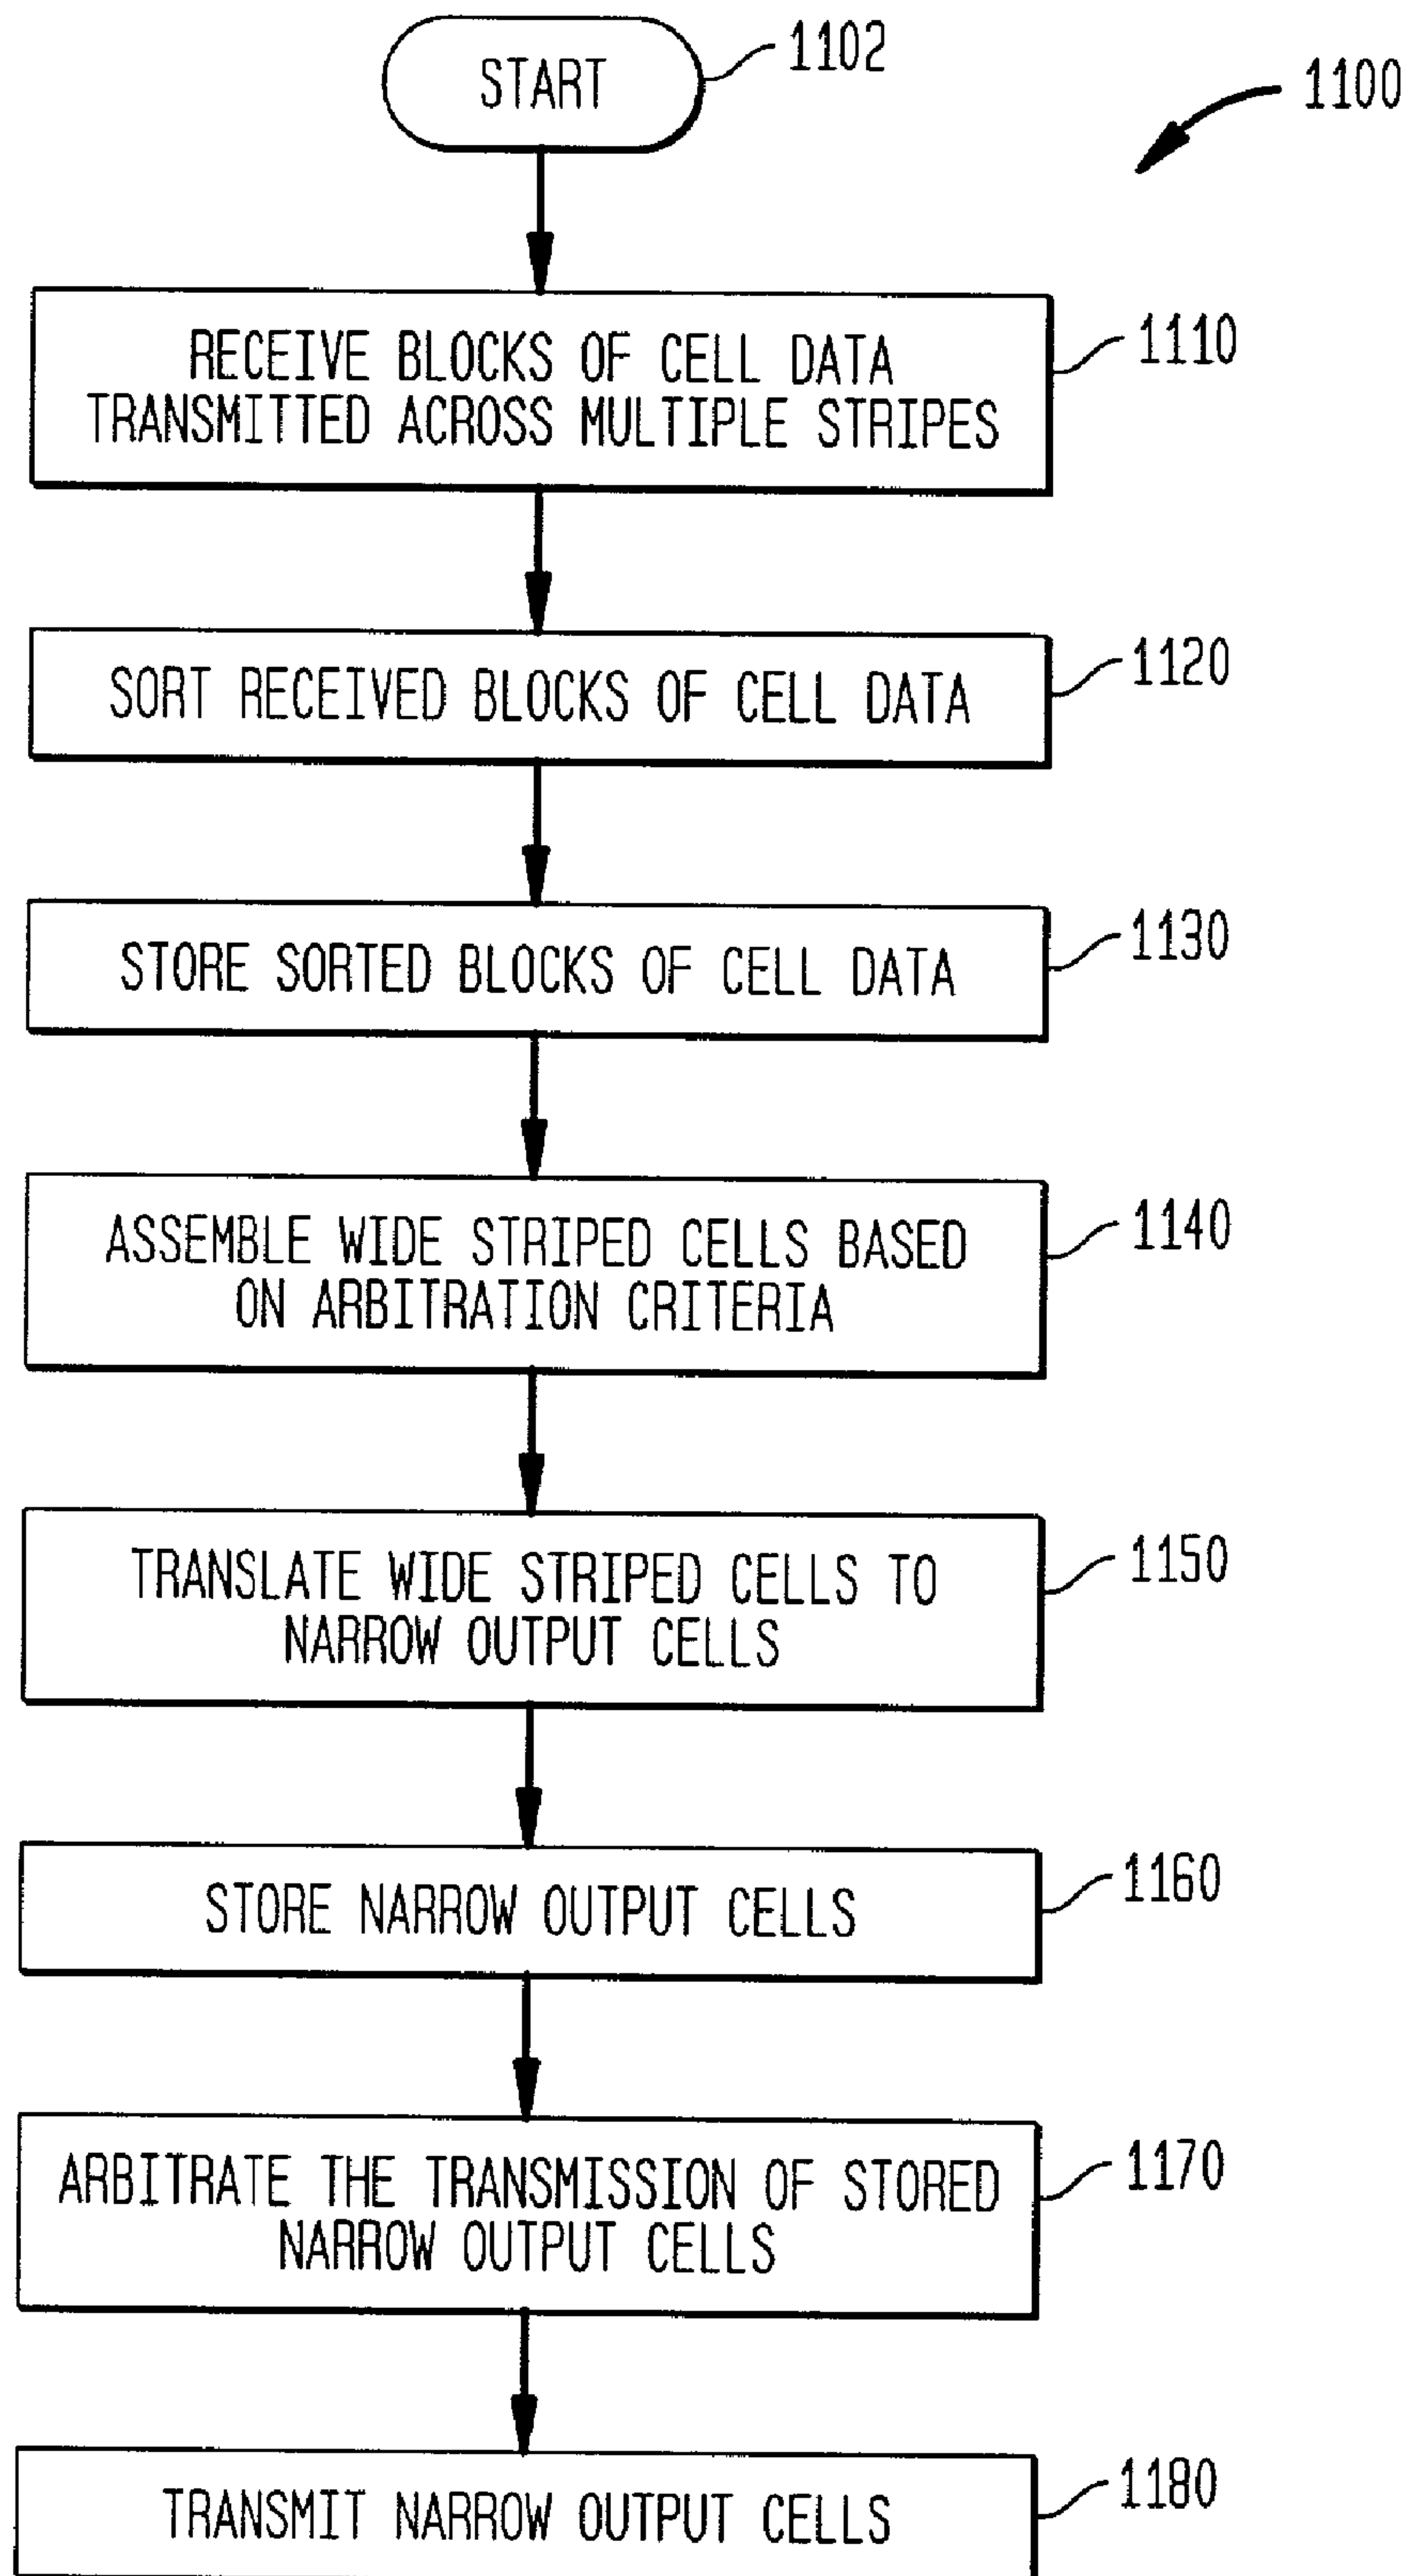 START
1102
1100
RECEIVE BLOCKS OF CELL DATA
TRANSMITTED ACROSS MULTIPLE STRIPES
1110
SORT RECEIVED BLOCKS OF CELL DATA
1120
STORE SORTED BLOCKS OF CELL DATA
1130
ASSEMBLE WIDE STRIPED CELLS BASED
ON ARBITRATION CRITERIA
1140
TRANSLATE WIDE STRIPED CELLS TO
NARROW OUTPUT CELLS
1150
STORE NARROW OUTPUT CELLS
1160
ARBITRATE THE TRANSMISSION OF STORED
NARROW OUTPUT CELLS
1170
TRANSMIT NARROW OUTPUT CELLS
1180